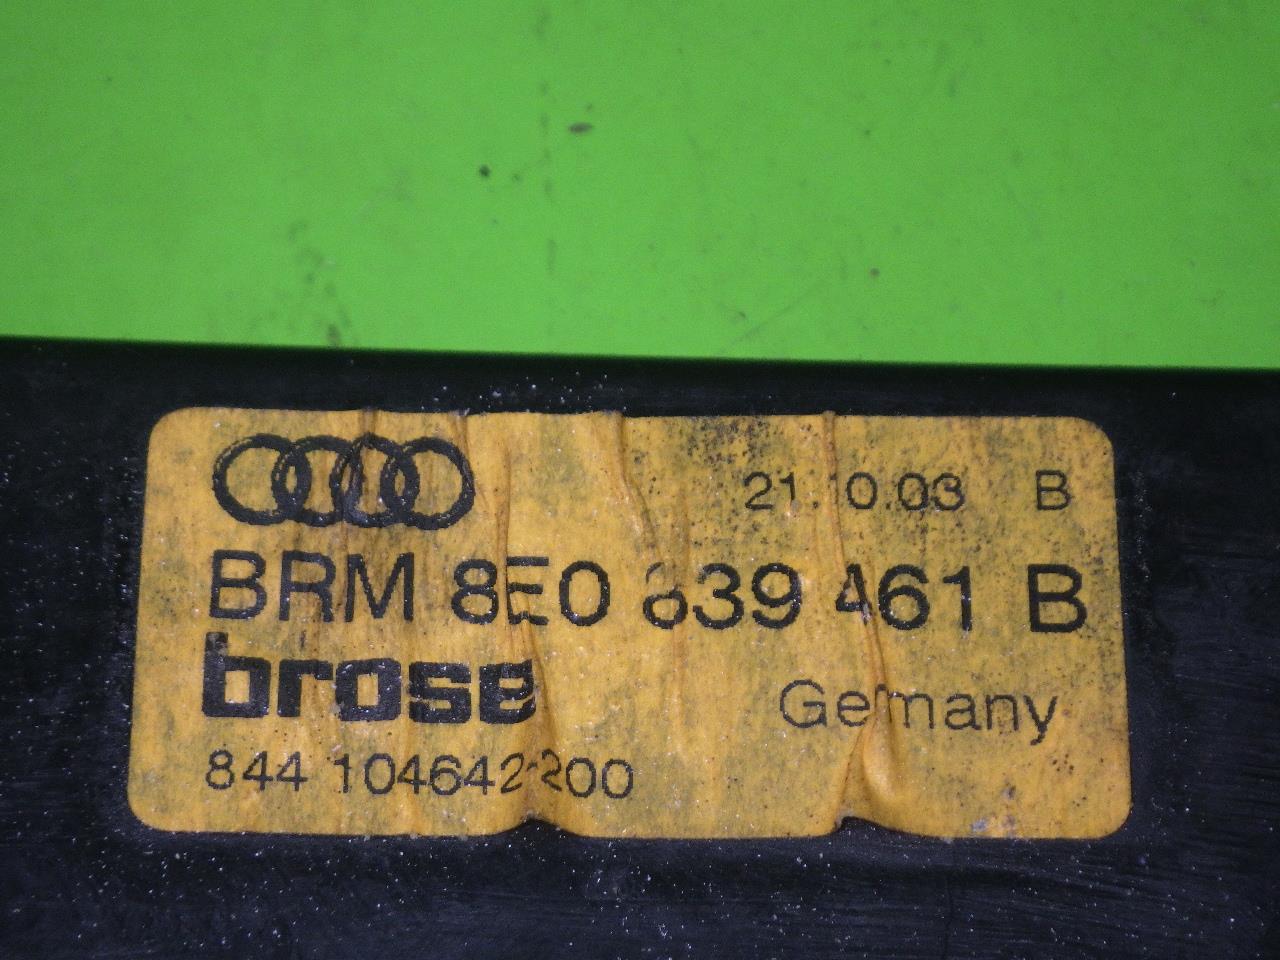 21.10.03 B
BRM 8E0 839 461 B
brose
Germany
844 104642 200